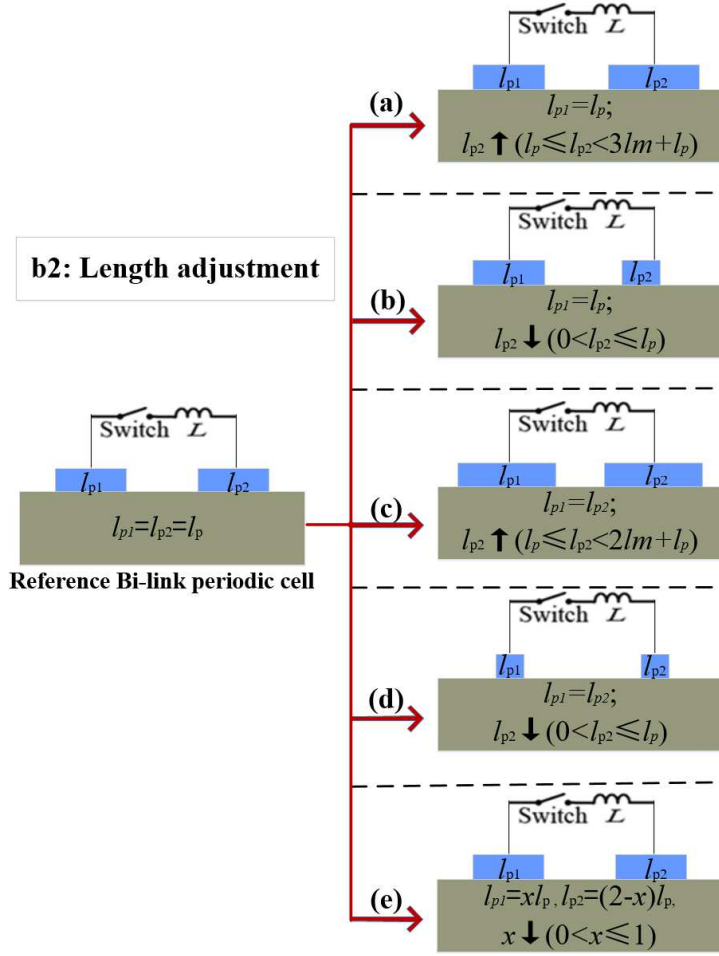 Switch L
lp1 lp2
(a)
lp1=lp;
lp2 ↑ (lp≤lp2<3lm+lp)
Switch L
b2: Length adjustment
lp1 lp2
(b)
lp1=lp;
lp2 ↓ (0<lp2≤lp)
Switch L
lp1 lp2
Switch L
lp1 lp2
(c)
lp1=lp2=lp
lp1=lp2;
lp2 ↑ (lp≤lp2<2lm+lp)
Reference Bi-link periodic cell
Switch L
lp1 lp2
(d)
lp1=lp2;
lp2 ↓ (0<lp2≤lp)
Switch L
lp1 lp2
(e)
lp1=xlp, lp2=(2-x)lp,
x ↓ (0<x≤1)